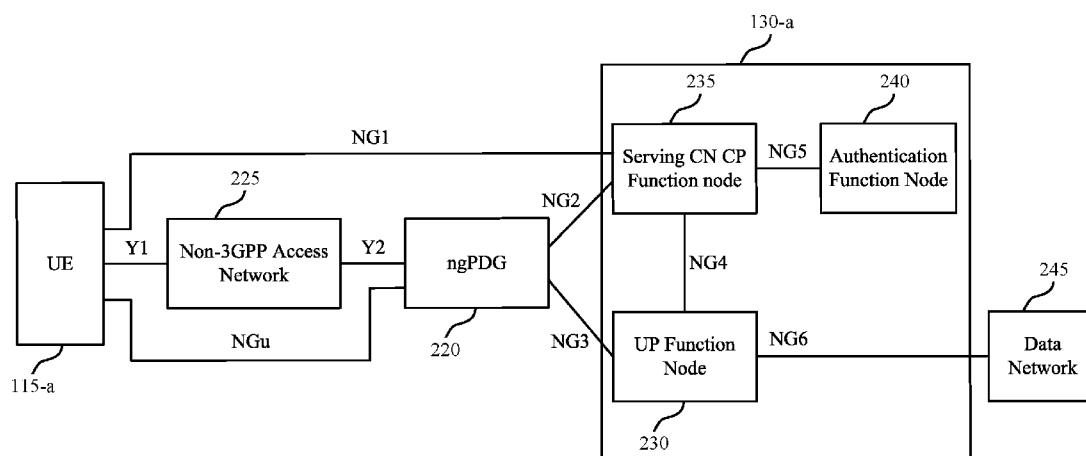 130-a
235
240
NG1
Serving CN CP
Function node
NG5
Authentication
Function Node
225
NG2
UE
Y1
Non-3GPP Access
Network
Y2
ngPDG
NG4
245
NGu
220
NG3
UP Function
Node
NG6
Data
Network
115-a
230